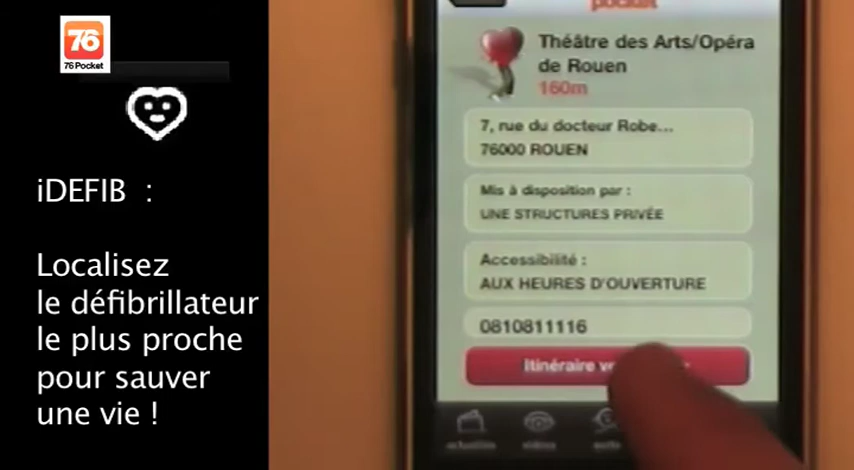 76
76 Pocket
iDEFIB :
Localisez
le défibrillateur
le plus proche
pour sauver
une vie !
pocket
Théâtre des Arts/Opéra
de Rouen
160m
7, rue du docteur Robe...
76000 ROUEN
Mis à disposition par :
UNE STRUCTURES PRIVÉE
Accessibilité :
AUX HEURES D'OUVERTURE
0810811116
Itinéraire
actualités
vidéos